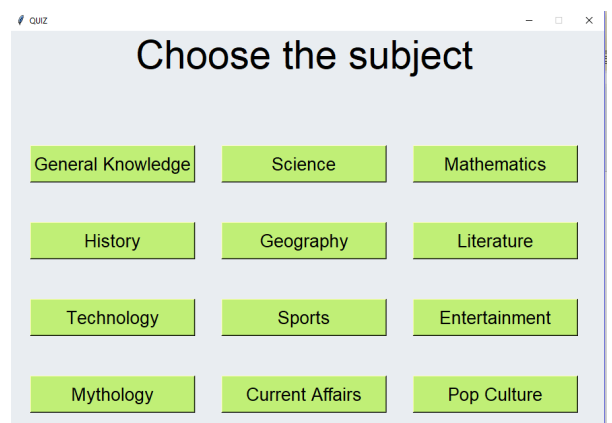 QUIZ
Choose the subject
General Knowledge Science Mathematics
History Geography Literature
Technology Sports Entertainment
Mythology Current Affairs Pop Culture